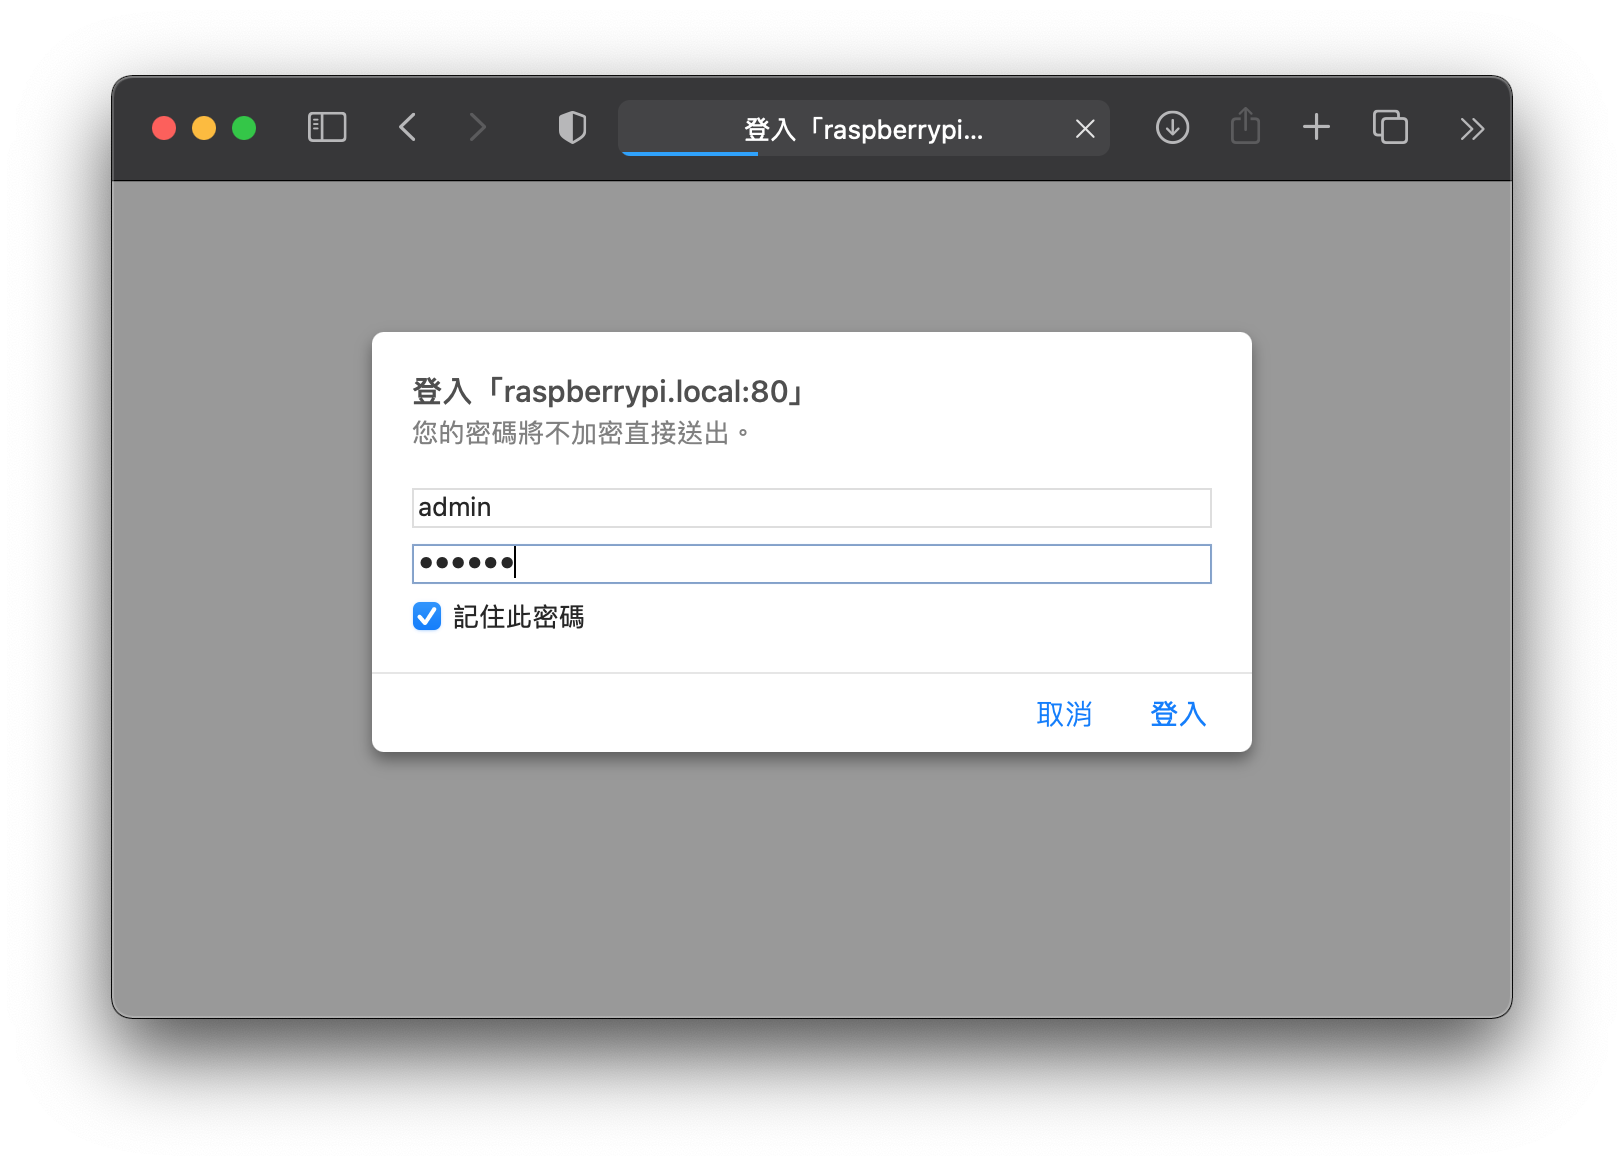 登入「raspberrypi...
登入「raspberrypi.local:80」
您的密碼將不加密直接送出。
admin
••••••
記住此密碼
取消 登入